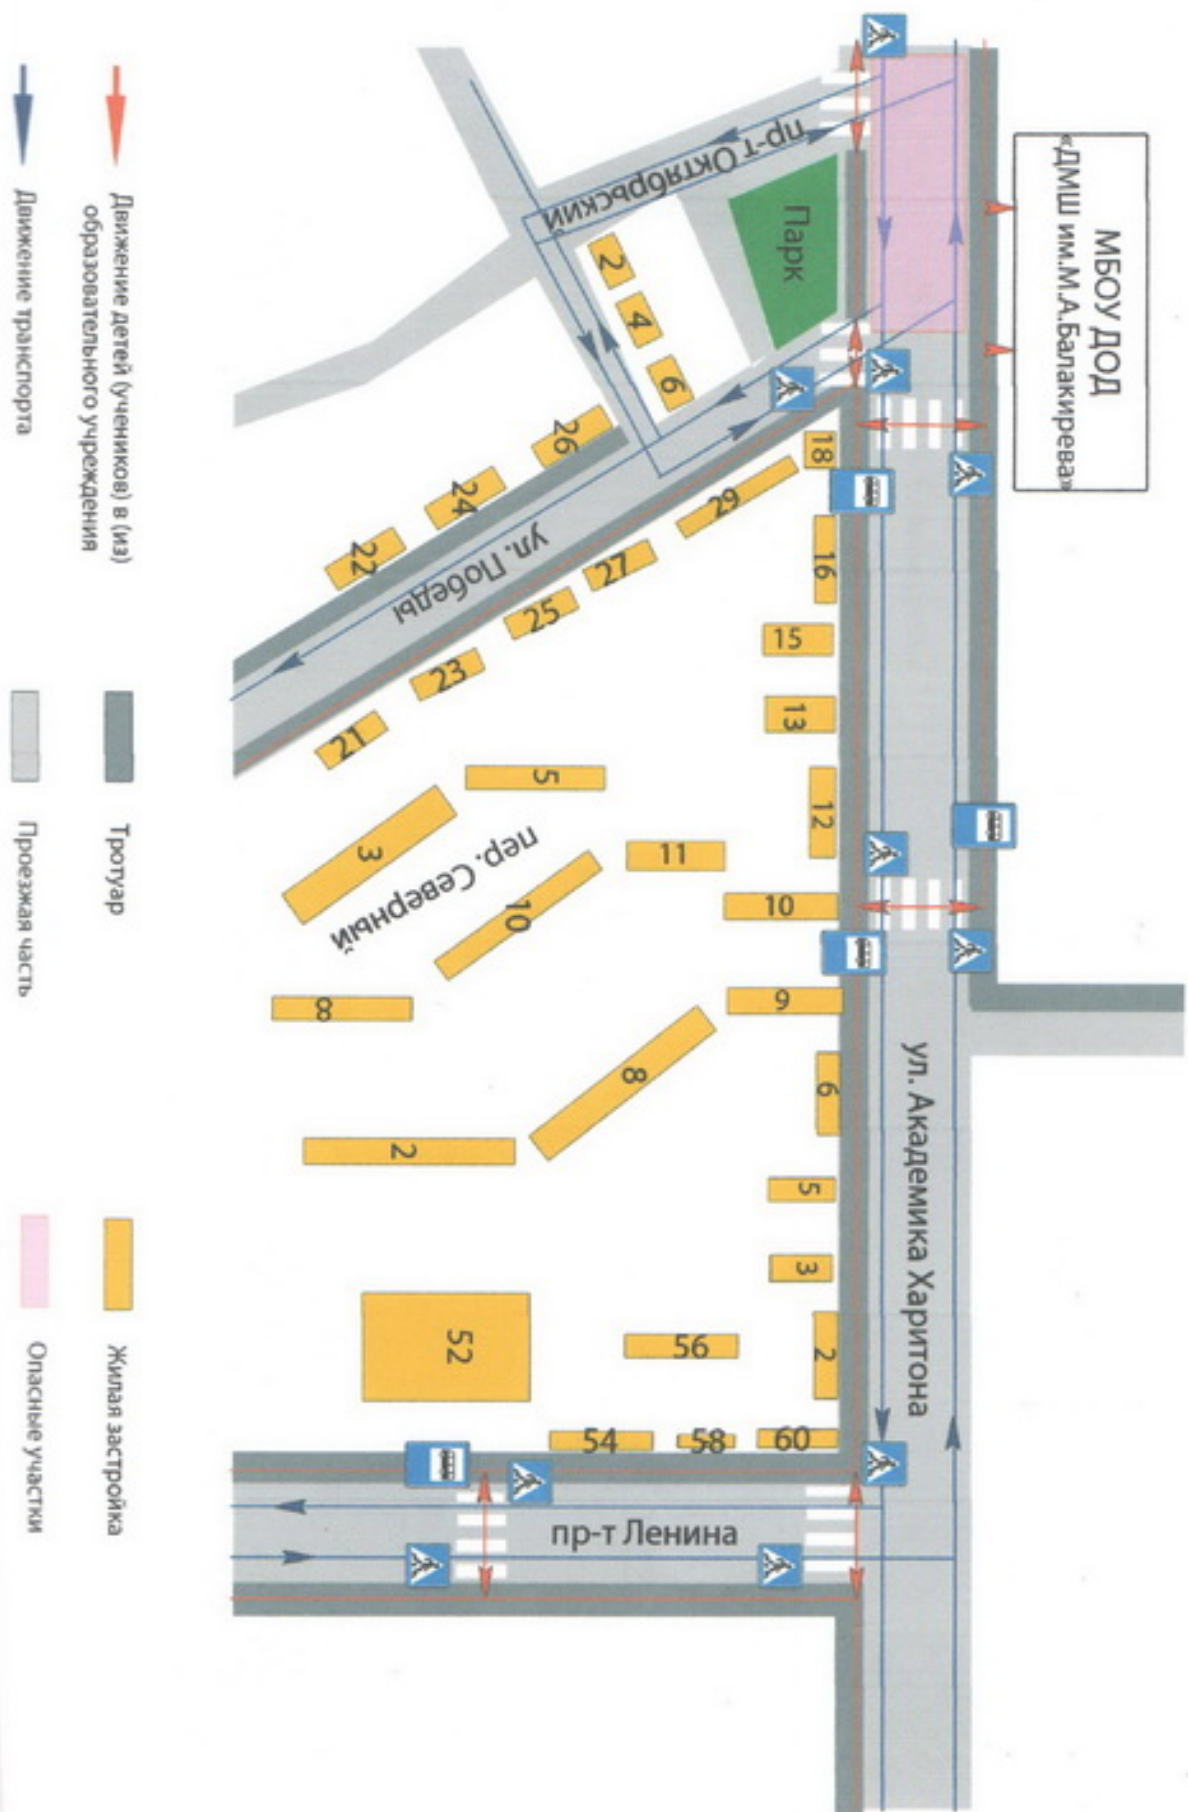 МБОУ ДОД
«ДМШ им.М.А.Балакирева»
пр-т Октябрьский
Парк
2
4
6
26
24
22
ул. Победы
18
29
27
25
23
21
16
15
13
12
11
10
9
6
5
3
2
5
3
пер. Северный
10
8
8
2
ул. Академика Харитона
52
56
54
58
60
пр-т Ленина
Движение детей (учеников) в (из)
образовательного учреждения
Тротуар
Жилая застройка
Движение транспорта
Проезжая часть
Опасные участки